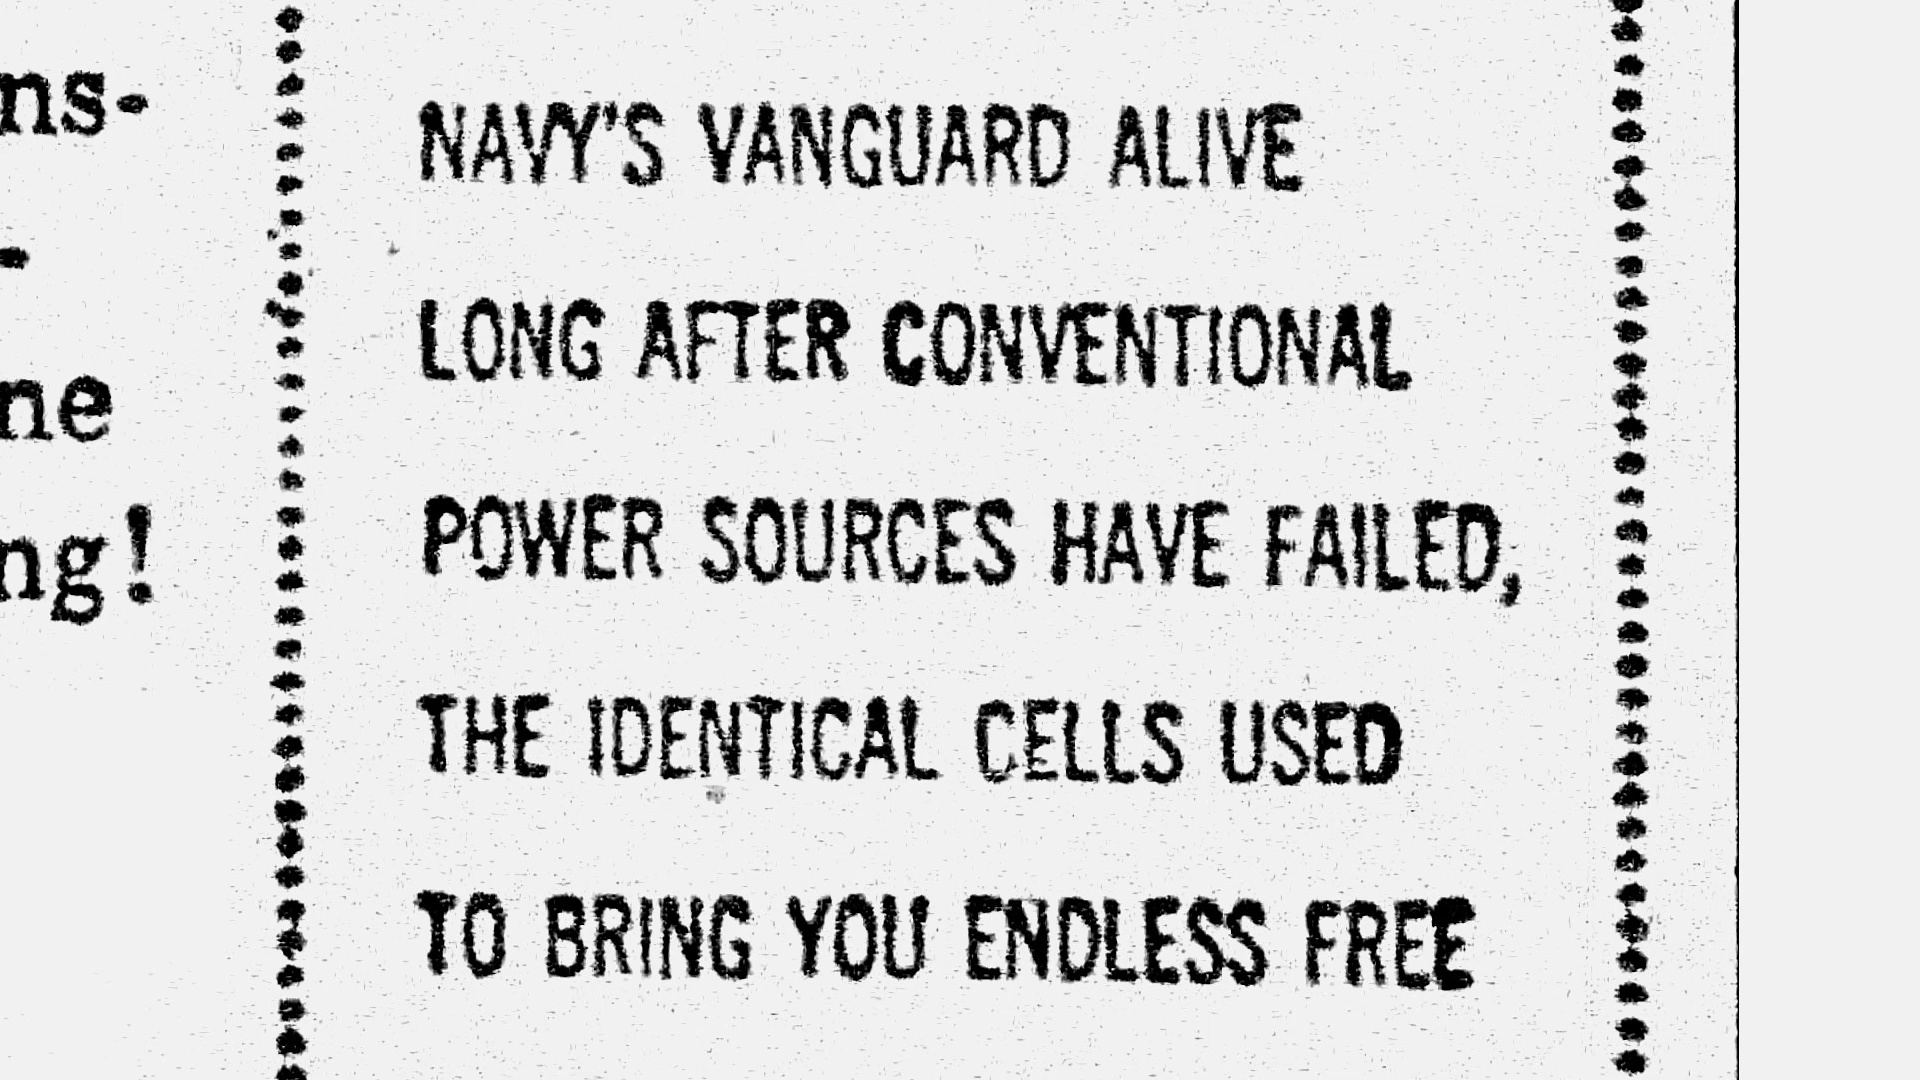 ns-
-
ne
ng!
NAVY'S VANGUARD ALIVE
LONG AFTER CONVENTIONAL
POWER SOURCES HAVE FAILED,
THE IDENTICAL CELLS USED
TO BRING YOU ENDLESS FREE